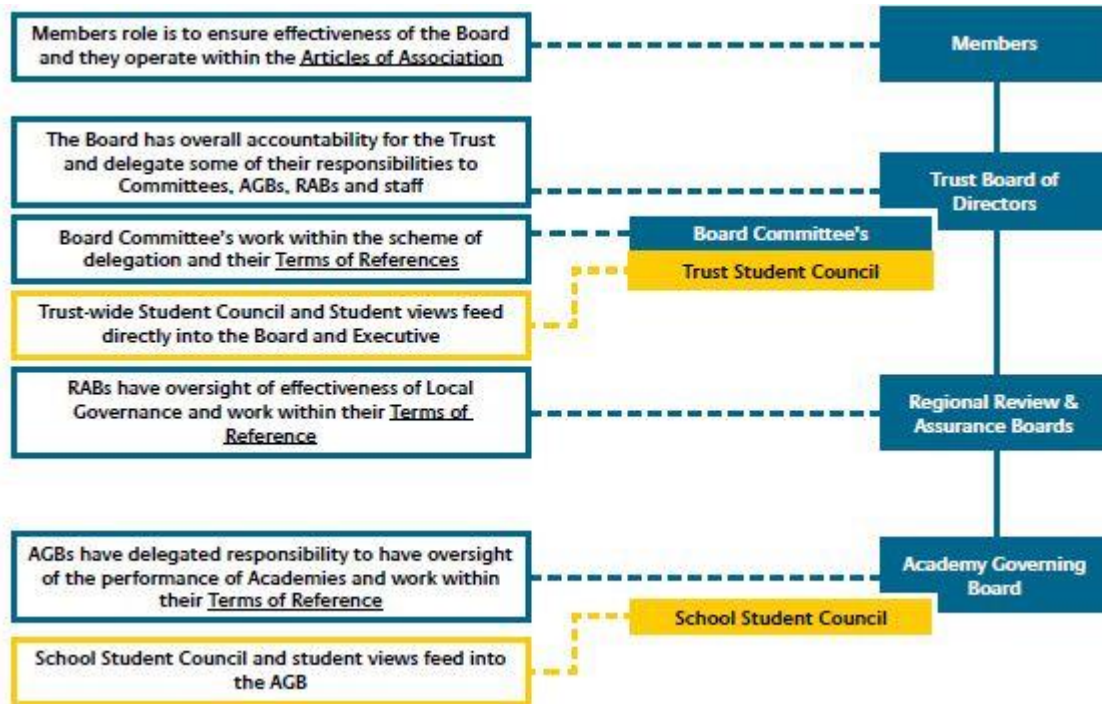 Members role is to ensure effectiveness of the Board
and they operate within the Articles of Association
Members
The Board has overall accountability for the Trust
and delegate some of their responsibilities to
Committees, AGBs, RABs and staff
Trust Board of
Directors
Board Committee's work within the scheme of
delegation and their Terms of References
Board Committee's
Trust Student Council
Trust-wide Student Council and Student views feed
directly into the Board and Executive
RABs have oversight of effectiveness of Local
Governance and work within their Terms of
Reference
Regional Review &
Assurance Boards
AGBs have delegated responsibility to have oversight
of the performance of Academies and work within
their Terms of Reference
Academy Governing
Board
School Student Council
School Student Council and student views feed into
the AGB